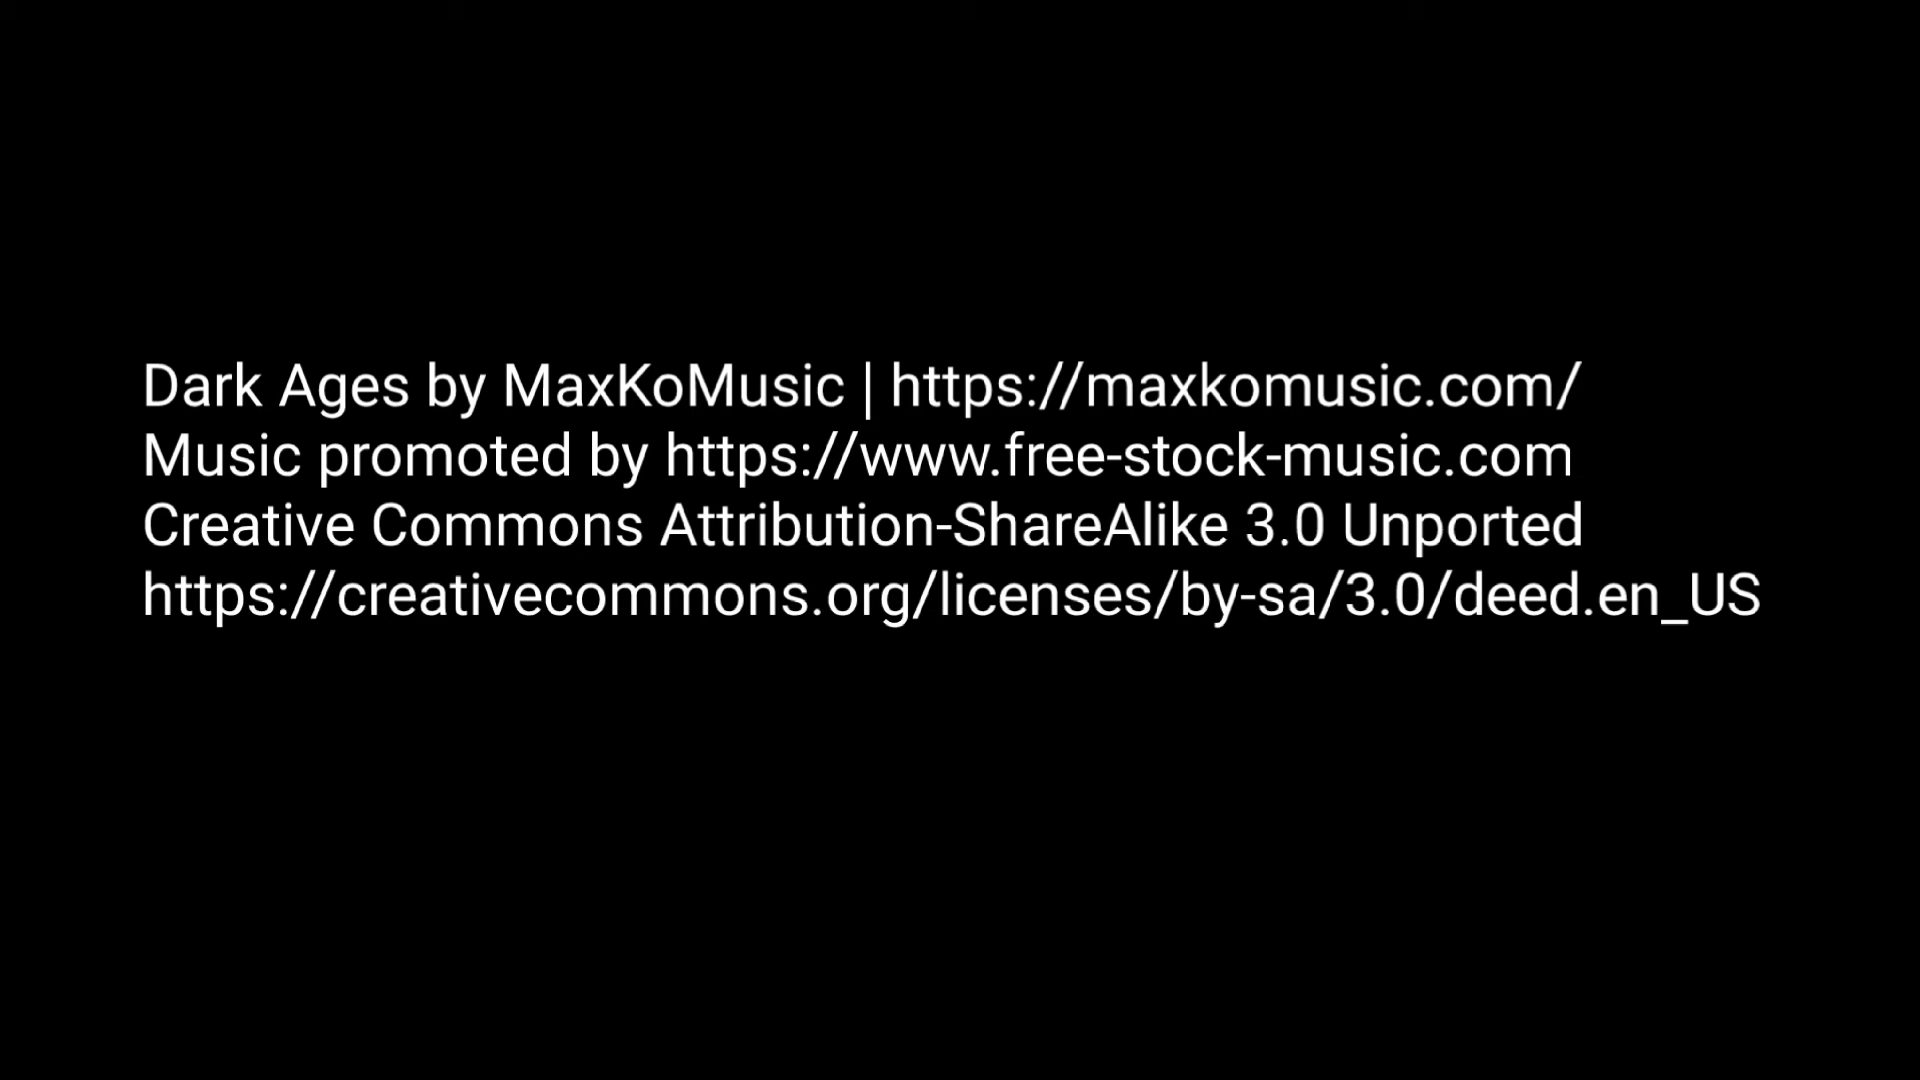 Dark Ages by MaxKoMusic | https://maxkomusic.com/
Music promoted by https://www.free-stock-music.com
Creative Commons Attribution-ShareAlike 3.0 Unported
https://creativecommons.org/licenses/by-sa/3.0/deed.en_US